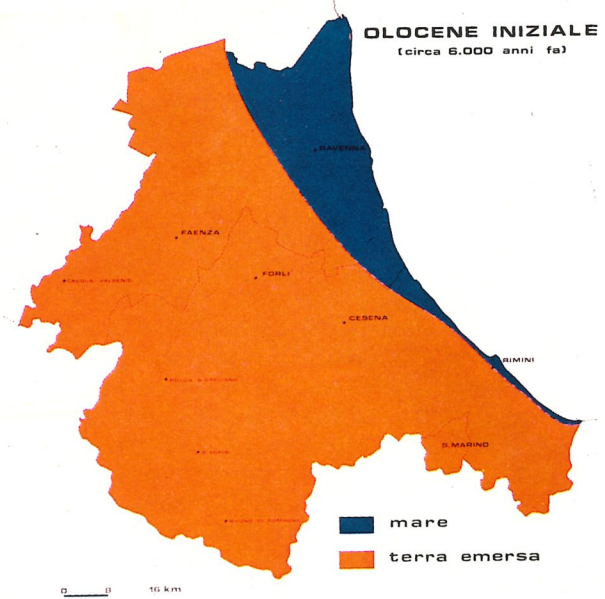 OLOCENE INIZIALE
(circa 6.000 anni fa)
RAVENNA
FAENZA
FORLI
CESENA
RIMINI
S.MARINO
mare
terra emersa
0 8 16 km